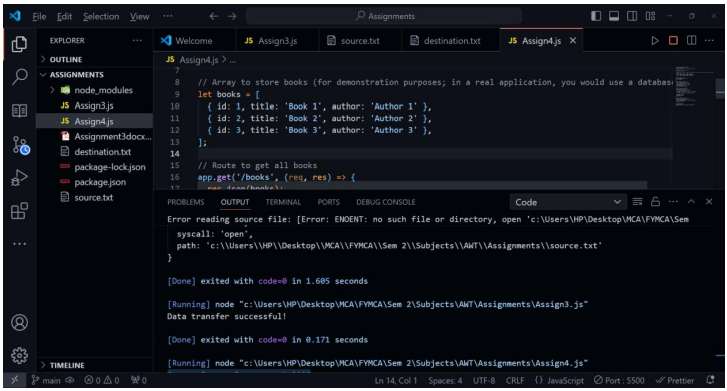 File Edit Selection View ... Assignments
EXPLORER ...
OUTLINE
ASSIGNMENTS
node_modules
JS Assign3.js
JS Assign4.js
Assignment3docx...
destination.txt
package-lock.json
package.json
source.txt
TIMELINE
Welcome JS Assign3.js source.txt destination.txt JS Assign4.js
JS Assign4.js > ...
7
8 // Array to store books (for demonstration purposes; in a real application, you would use a databas
9 let books = [
10 { id: 1, title: 'Book 1', author: 'Author 1' },
11 { id: 2, title: 'Book 2', author: 'Author 2' },
12 { id: 3, title: 'Book 3', author: 'Author 3' },
13 ];
14
15 // Route to get all books
16 app.get('/books', (req, res) => {
17 res.json(books);
PROBLEMS OUTPUT TERMINAL PORTS DEBUG CONSOLE Code
Error reading source file: [Error: ENOENT: no such file or directory, open 'c:\Users\HP\Desktop\MCA\FYMCA\Sem
syscall: 'open',
path: 'c:\\Users\\HP\\Desktop\\MCA\\FYMCA\\Sem 2\\Subjects\\AWT\\Assignments\\source.txt'
}
[Done] exited with code=0 in 1.605 seconds
[Running] node "c:\Users\HP\Desktop\MCA\FYMCA\Sem 2\Subjects\AWT\Assignments\Assign3.js"
Data transfer successful!
[Done] exited with code=0 in 0.171 seconds
[Running] node "c:\Users\HP\Desktop\MCA\FYMCA\Sem 2\Subjects\AWT\Assignments\Assign4.js"
main 0 0 0 Ln 14, Col 1 Spaces: 4 UTF-8 CRLF {} JavaScript Port : 5500 Prettier